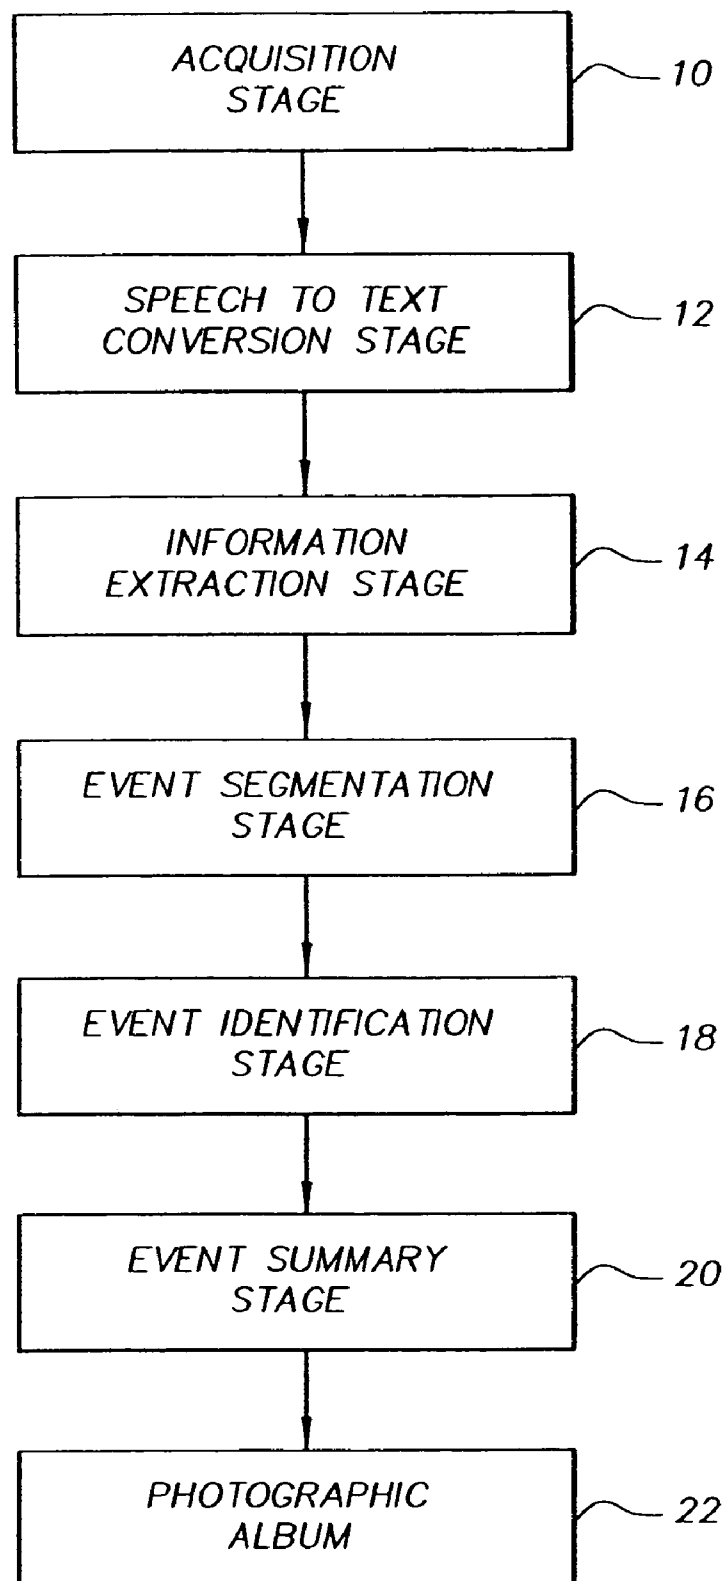 ACQUISITION
STAGE
10
SPEECH TO TEXT
CONVERSION STAGE
12
INFORMATION
EXTRACTION STAGE
14
EVENT SEGMENTATION
STAGE
16
EVENT IDENTIFICATION
STAGE
18
EVENT SUMMARY
STAGE
20
PHOTOGRAPHIC
ALBUM
22